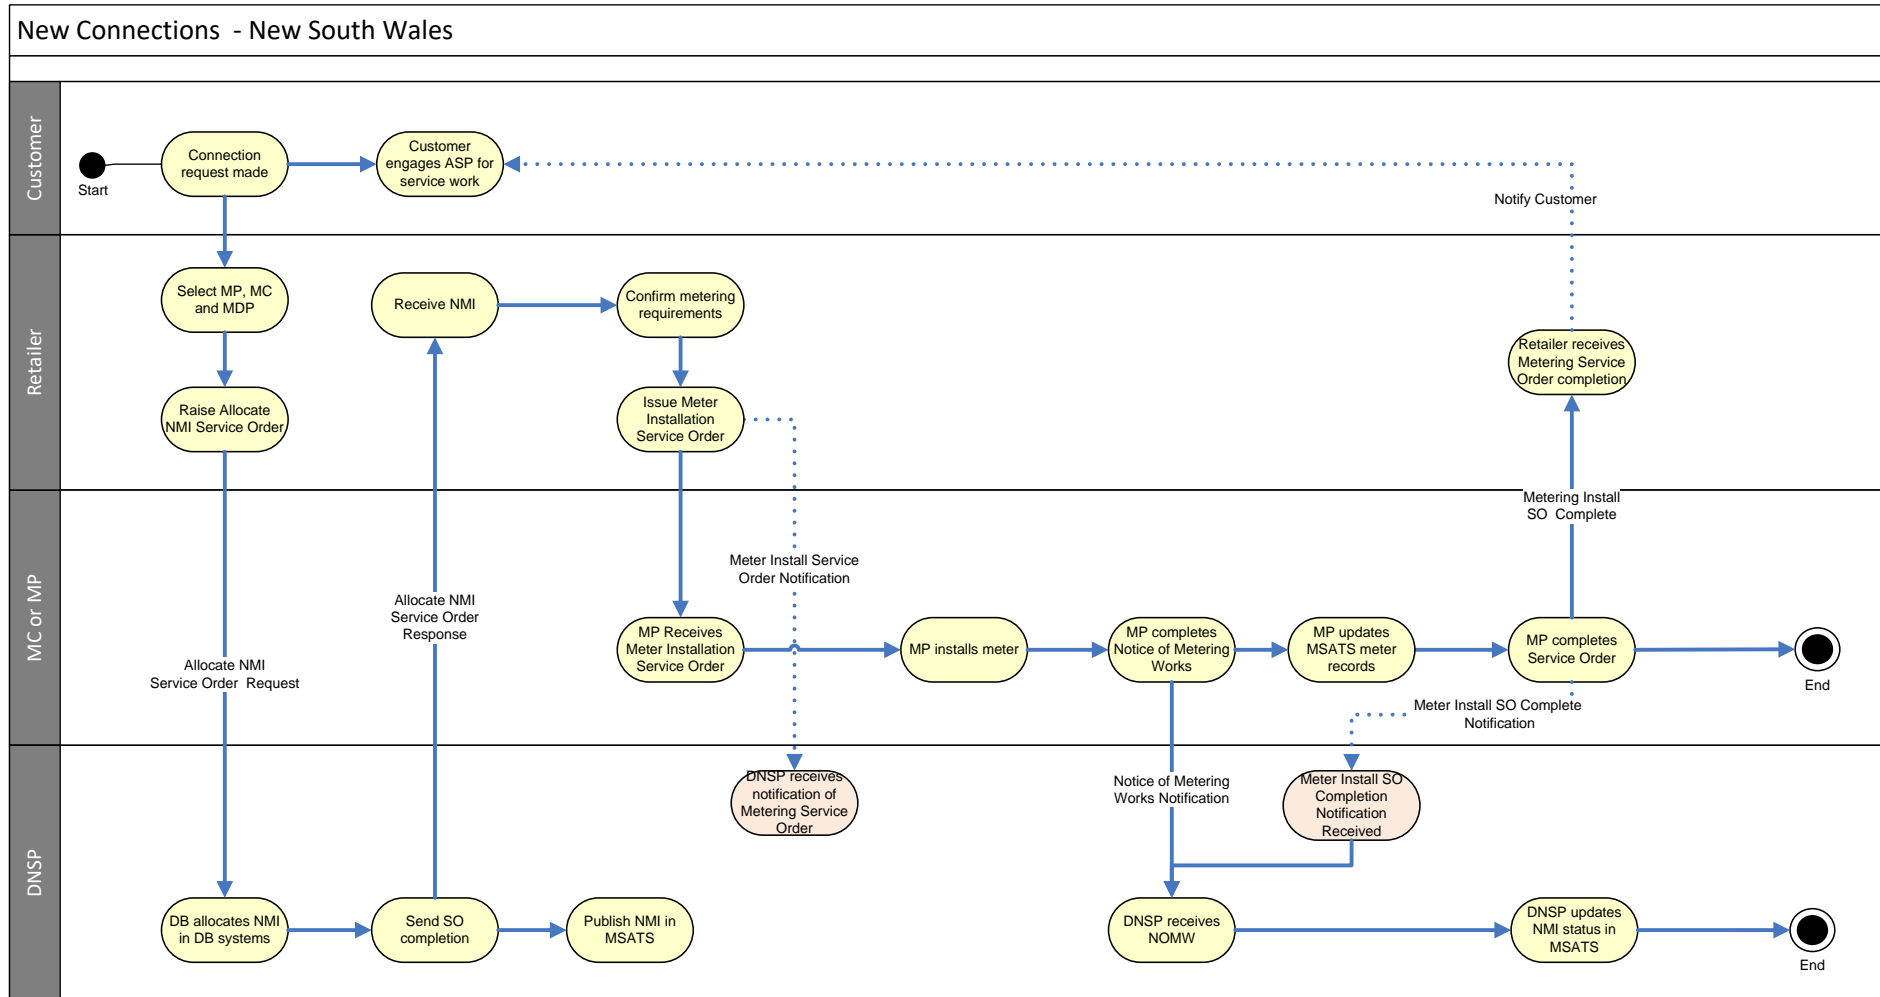 New Connections - New South Wales
Customer
Start
Connection
request made
Customer
engages ASP for
service work
Notify Customer
Retailer
Select MP, MC
and MDP
Receive NMI
Confirm metering
requirements
Retailer receives
Metering Service
Order completion
Raise Allocate
NMI Service Order
Issue Meter
Installation
Service Order
MC or MP
Metering Install
SO Complete
Meter Install Service
Order Notification
Allocate NMI
Service Order
Response
MP Receives
Meter Installation
Service Order
MP installs meter
MP completes
Notice of Metering
Works
MP updates
MSATS meter
records
MP completes
Service Order
End
Allocate NMI
Service Order Request
Meter Install SO Complete
Notification
DNSP
DNSP receives
notification of
Metering Service
Order
Notice of Metering
Works Notification
Meter Install SO
Completion
Notification
Received
DB allocates NMI
in DB systems
Send SO
completion
Publish NMI in
MSATS
DNSP receives
NOMW
DNSP updates
NMI status in
MSATS
End